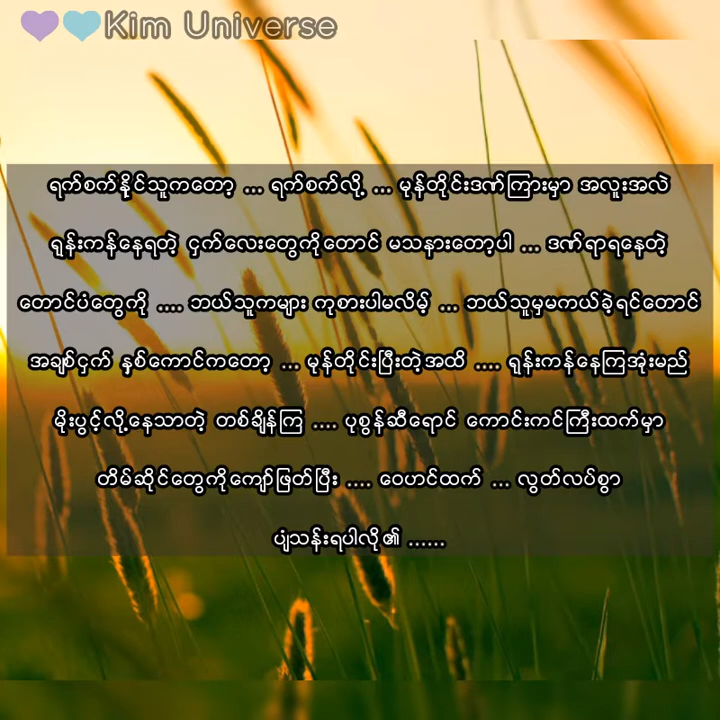 Kim Universe
ရက်စက်နိုင်သူကတော့ ... ရက်စက်လို့ ... မုန်တိုင်းဒဏ်ကြားမှာ အလူးအလဲ
ရုန်းကန်နေရတဲ့ ငှက်လေးတွေကိုတောင် မသနားတော့ပါ ... ဒဏ်ရာရနေတဲ့
တောင်ပံတွေကို .... ဘယ်သူကများ ကုစားပါမလိမ့် ... ဘယ်သူမှမကယ်ခဲ့ရင်တောင်
အချစ်ငှက် နှစ်ကောင်ကတော့ ... မုန်တိုင်းပြီးတဲ့အထိ .... ရုန်းကန်နေကြအုံးမည်
မိုးပွင့်လို့နေသာတဲ့ တစ်ချိန်ကြ .... ပုစွန်ဆီရောင် ကောင်းကင်ကြီးထက်မှာ
တိမ်ဆိုင်တွေကိုကျော်ဖြတ်ပြီး .... ဝေဟင်ထက် ... လွတ်လပ်စွာ
ပျံသန်းရပါလို၏ ......